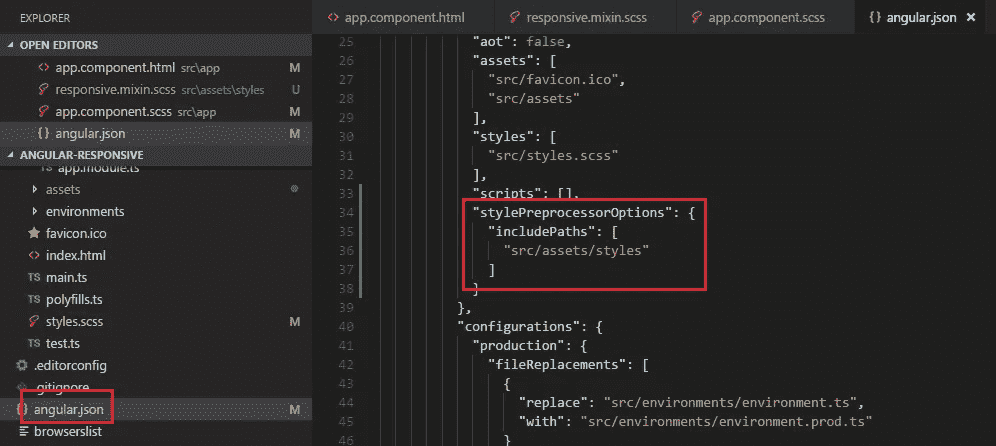 EXPLORER
OPEN EDITORS
app.component.html src\app M
responsive.mixin.scss src\assets\styles U
app.component.scss src\app M
{ } angular.json M
ANGULAR-RESPONSIVE
TS app.module.ts
assets
environments
favicon.ico
<> index.html
TS main.ts
TS polyfills.ts
styles.scss M
TS test.ts
.editorconfig
.gitignore
{ } angular.json M
browserslist
<> app.component.html
responsive.mixin.scss
app.component.scss
{ } angular.json ×
25 "aot": false,
26 "assets": [
27 "src/favicon.ico",
28 "src/assets"
29 ],
30 "styles": [
31 "src/styles.scss"
32 ],
33 "scripts": [],
34 "stylePreprocessorOptions": {
35 "includePaths": [
36 "src/assets/styles"
37 ]
38 }
39 },
40 "configurations": {
41 "production": {
42 "fileReplacements": [
43 {
44 "replace": "src/environments/environment.ts",
45 "with": "src/environments/environment.prod.ts"
46 }